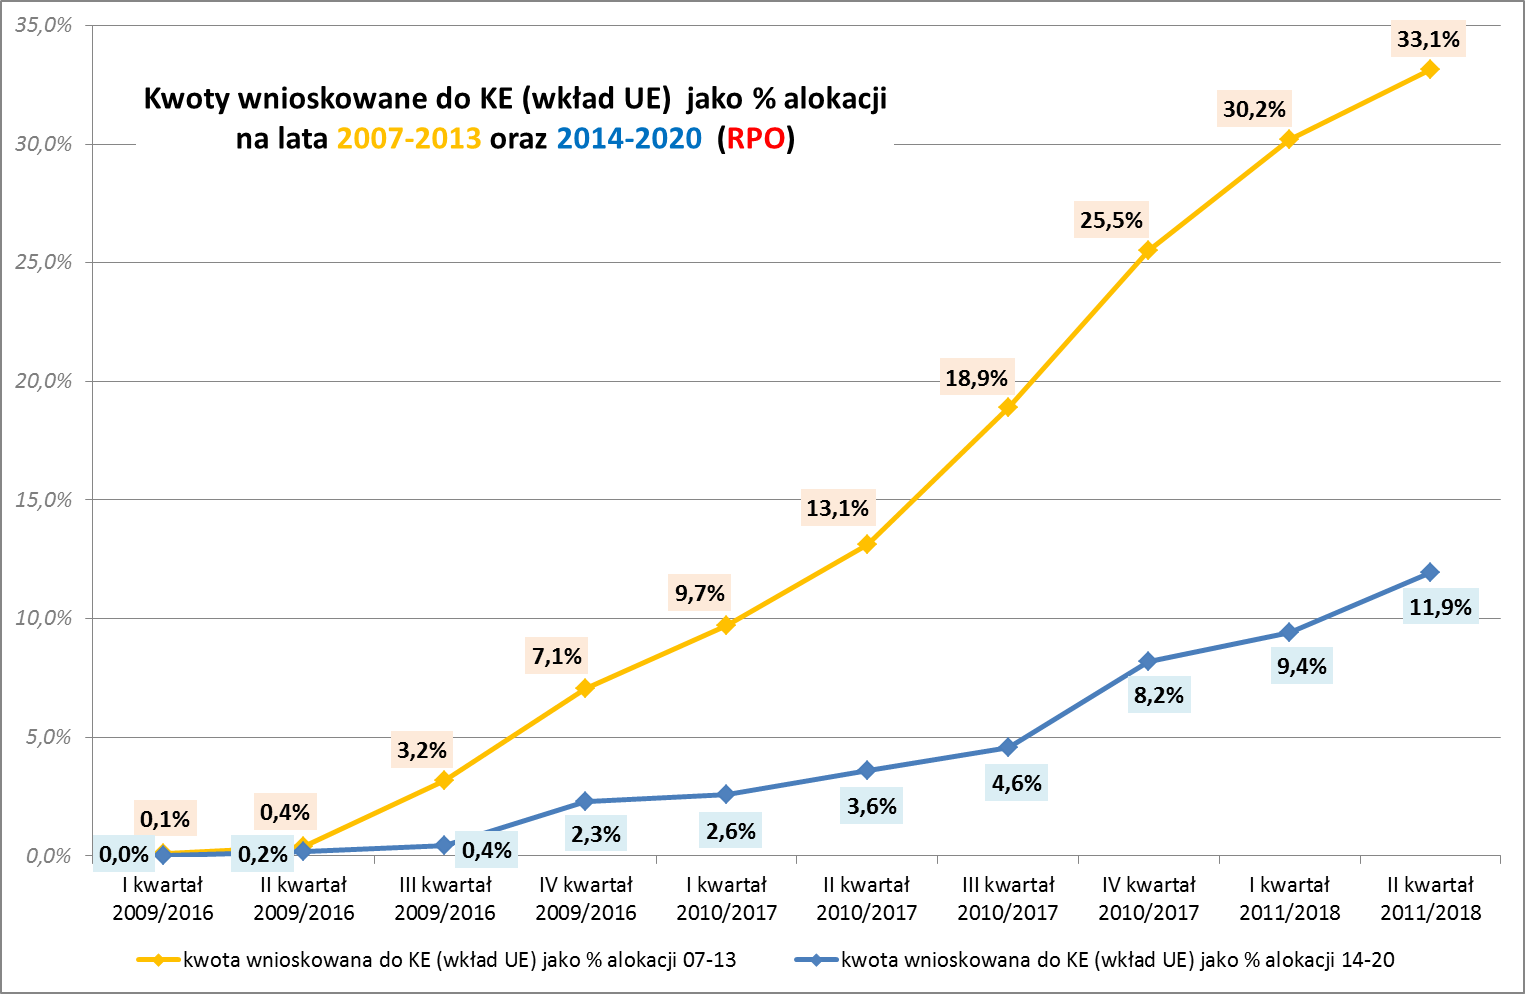 35,0%
33,1%
Kwoty wnioskowane do KE (wkład UE) jako % alokacji
na lata 2007-2013 oraz 2014-2020 (RPO)
30,2%
30,0%
25,5%
25,0%
20,0%
18,9%
15,0%
13,1%
9,7%
10,0%
11,9%
7,1%
9,4%
8,2%
5,0%
3,2%
4,6%
3,6%
0,1%
0,4%
2,3%
2,6%
0,0%
0,0%
0,2%
0,4%
I kwartał
2009/2016
II kwartał
2009/2016
III kwartał
2009/2016
IV kwartał
2009/2016
I kwartał
2010/2017
II kwartał
2010/2017
III kwartał
2010/2017
IV kwartał
2010/2017
I kwartał
2011/2018
II kwartał
2011/2018
kwota wnioskowana do KE (wkład UE) jako % alokacji 07-13
kwota wnioskowana do KE (wkład UE) jako % alokacji 14-20